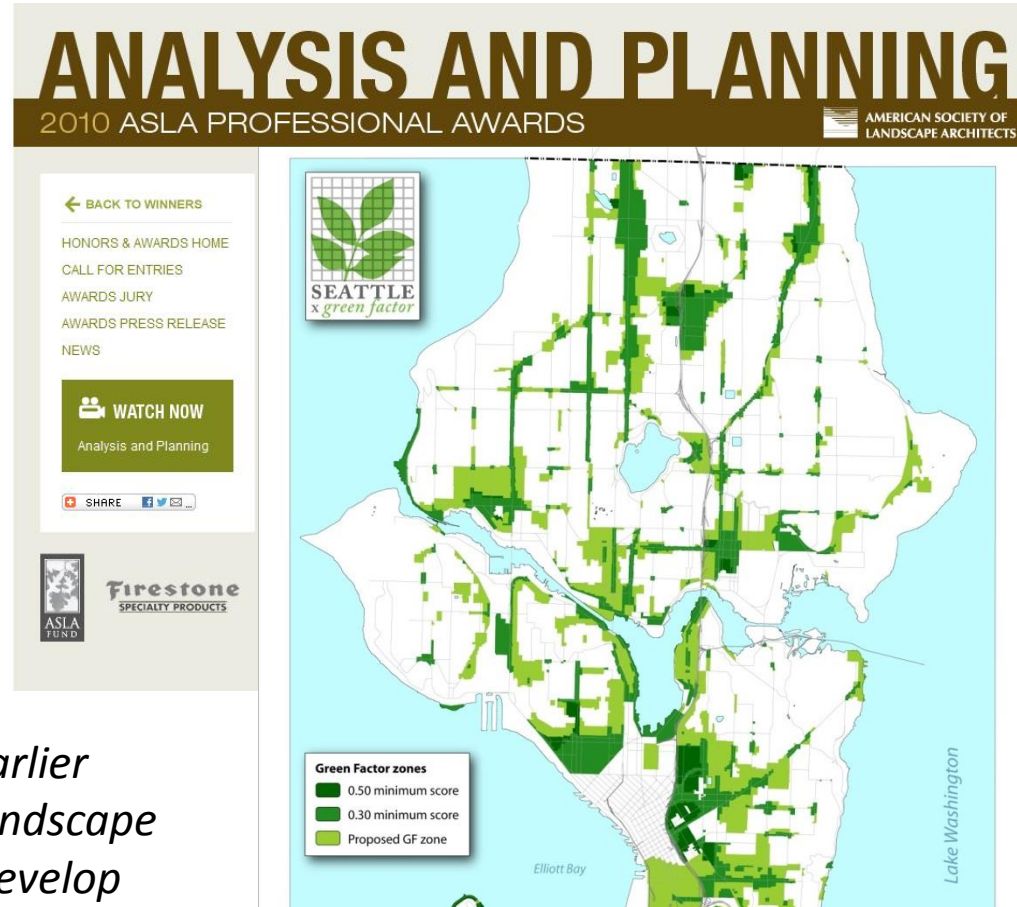 ANALYSIS AND PLANNING
2010 ASLA PROFESSIONAL AWARDS
AMERICAN SOCIETY OF
LANDSCAPE ARCHITECTS
BACK TO WINNERS
HONORS & AWARDS HOME
CALL FOR ENTRIES
AWARDS JURY
AWARDS PRESS RELEASE
NEWS
WATCH NOW
Analysis and Planning
SHARE
ASLA
FUND
Firestone
SPECIALTY PRODUCTS
SEATTLE
x green factor
Green Factor zones
0.50 minimum score
0.30 minimum score
Proposed GF zone
Elliott Bay
Lake Washington
arlier
ndscape
evelop